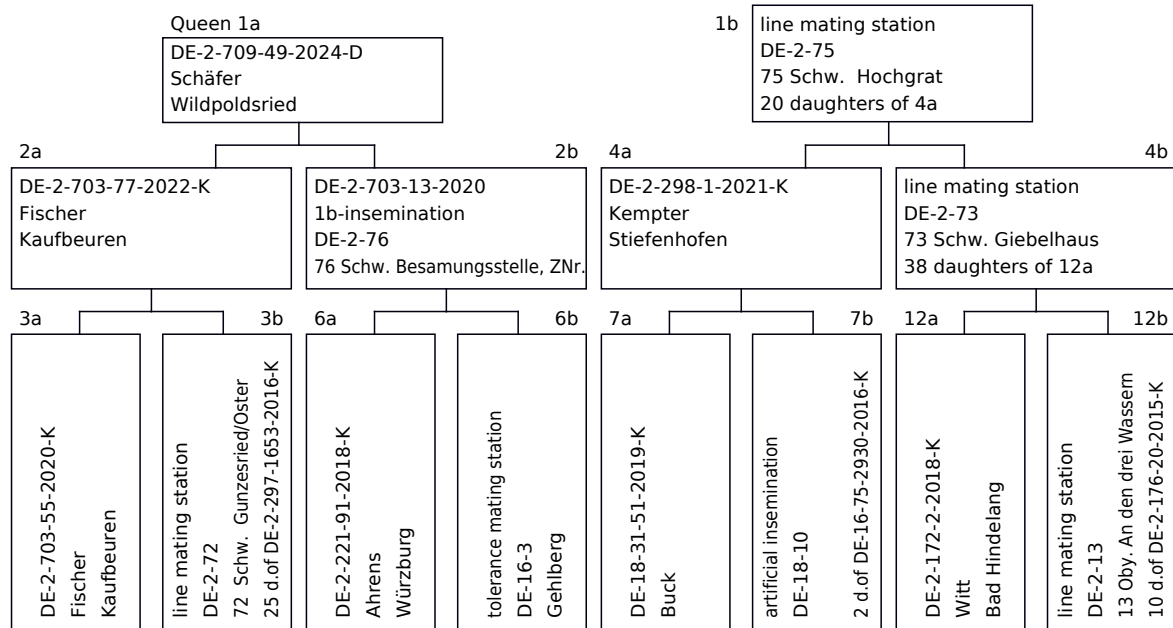 Queen 1a
DE-2-709-49-2024-D
Schäfer
Wildpoldsried
1b
line mating station
DE-2-75
75 Schw.  Hochgrat
20 daughters of 4a
2a
DE-2-703-77-2022-K
Fischer
Kaufbeuren
2b
DE-2-703-13-2020
1b-insemination
DE-2-76
76 Schw. Besamungsstelle, ZNr.
4a
DE-2-298-1-2021-K
Kempter
Stiefenhofen
4b
line mating station
DE-2-73
73 Schw. Giebelhaus
38 daughters of 12a
3a
DE-2-703-55-2020-K
Fischer
Kaufbeuren
3b
line mating station
DE-2-72
72 Schw.  Gunzesried/Oster
25 d.of DE-2-297-1653-2016-K
6a
DE-2-221-91-2018-K
Ahrens
Würzburg
6b
tolerance mating station
DE-16-3
Gehlberg
7a
DE-18-31-51-2019-K
Buck
7b
artificial insemination
DE-18-10
2 d.of DE-16-75-2930-2016-K
12a
DE-2-172-2-2018-K
Witt
Bad Hindelang
12b
line mating station
DE-2-13
13 Oby. An den drei Wassern
10 d.of DE-2-176-20-2015-K